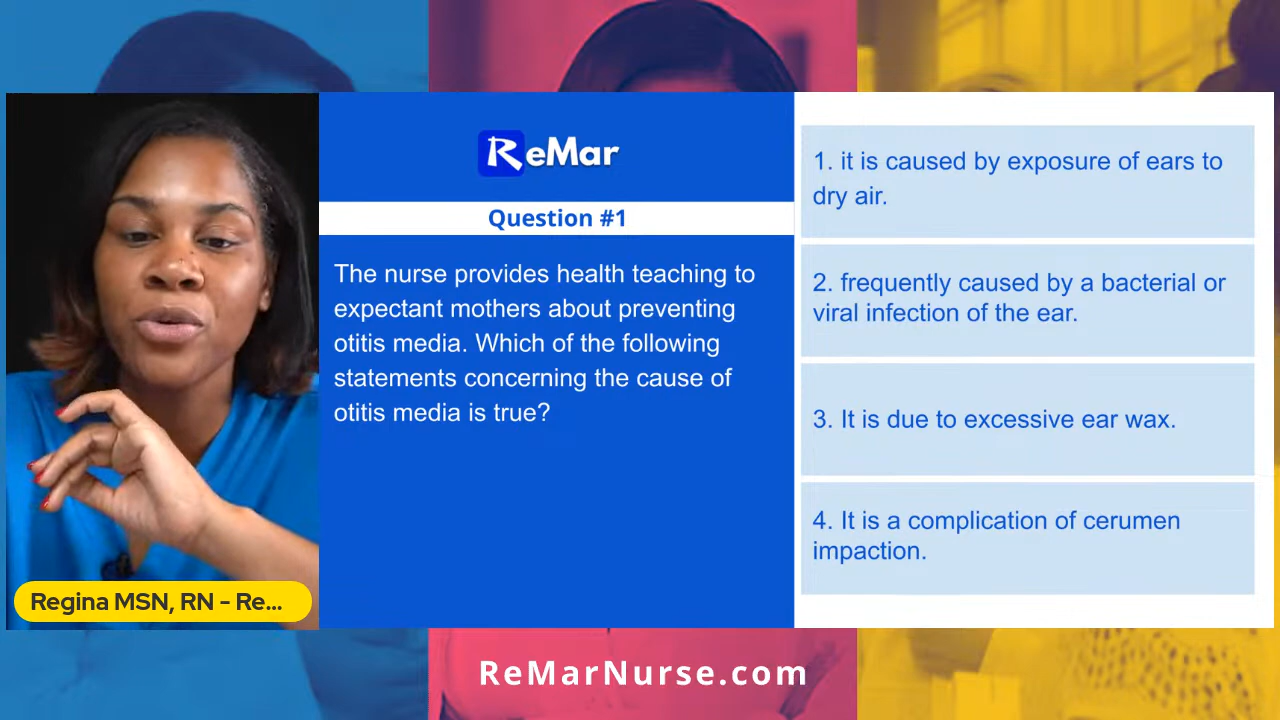 ReMar
Question #1
The nurse provides health teaching to
expectant mothers about preventing
otitis media. Which of the following
statements concerning the cause of
otitis media is true?
1. it is caused by exposure of ears to
dry air.
2. frequently caused by a bacterial or
viral infection of the ear.
3. It is due to excessive ear wax.
4. It is a complication of cerumen
impaction.
Regina MSN, RN - Re...
ReMarNurse.com